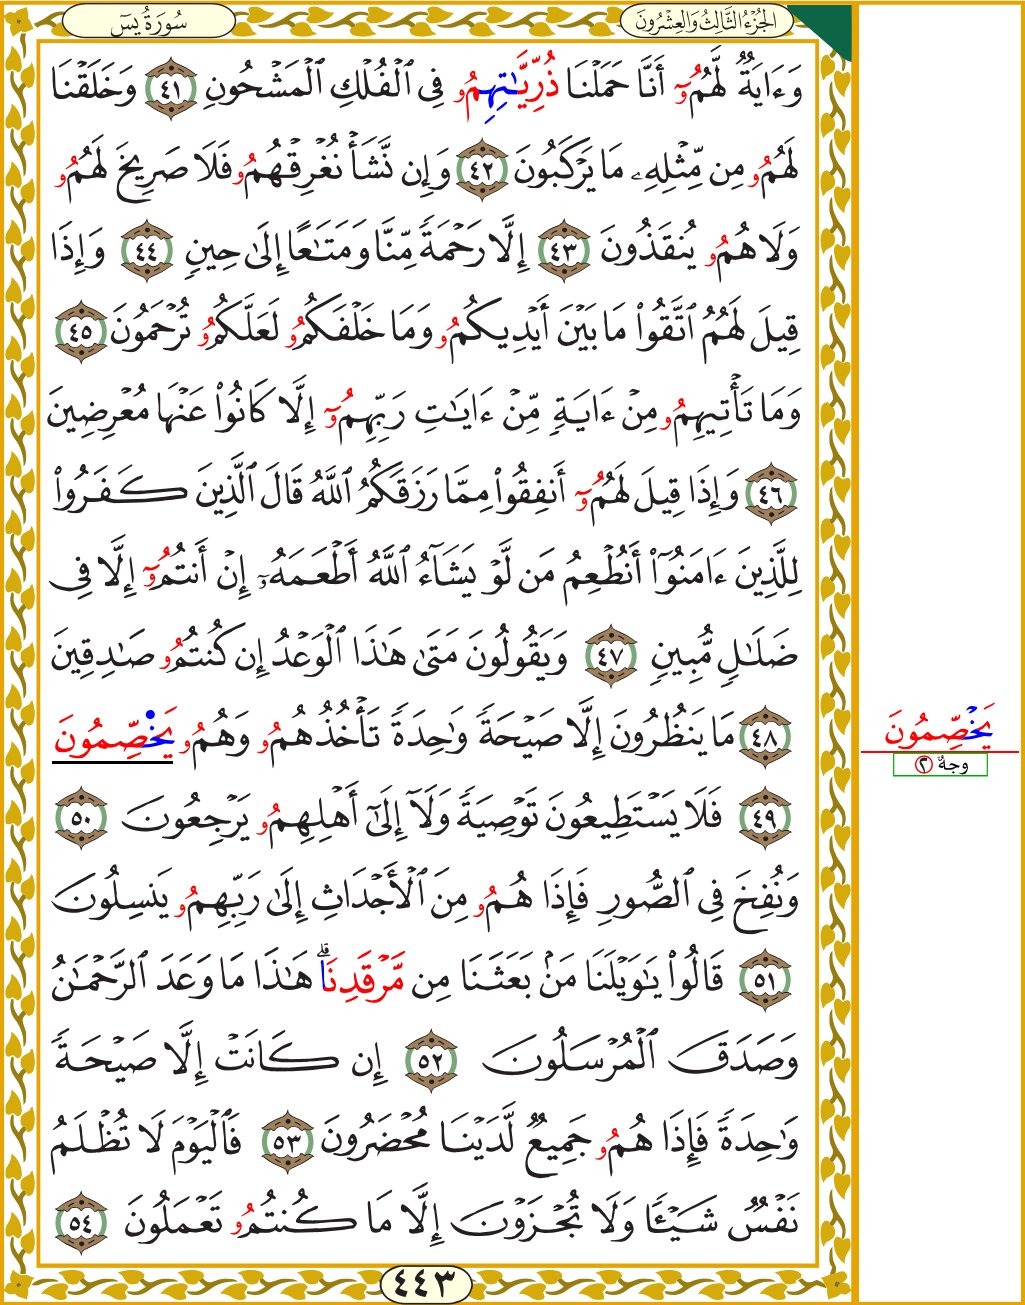 الجُزْءُ الثَّالِثُ وَالعِشْرُونَ
سُورَةُ يسٓ
وَءَايَةٌ لَّهُمُۥٓ أَنَّا حَمَلْنَا ذُرِّيَّـٰتِهِمُۥ فِي ٱلْفُلْكِ ٱلْمَشْحُونِ ٤١ وَخَلَقْنَا
لَهُمُۥ مِن مِّثْلِهِۦ مَا يَرْكَبُونَ ٤٢ وَإِن نَّشَأْ نُغْرِقْهُمُۥ فَلَا صَرِيخَ لَهُمُۥ
وَلَا هُمُۥ يُنقَذُونَ ٤٣ إِلَّا رَحْمَةً مِّنَّا وَمَتَـٰعًا إِلَىٰ حِينٍ ٤٤ وَإِذَا
قِيلَ لَهُمُ ٱتَّقُوا۟ مَا بَيْنَ أَيْدِيكُمُۥ وَمَا خَلْفَكُمُۥ لَعَلَّكُمُۥ تُرْحَمُونَ ٤٥
وَمَا تَأْتِيهِمُۥ مِنْ ءَايَةٍ مِّنْ ءَايَـٰتِ رَبِّهِمُۥٓ إِلَّا كَانُوا۟ عَنْهَا مُعْرِضِينَ
٤٦ وَإِذَا قِيلَ لَهُمُۥٓ أَنفِقُوا۟ مِمَّا رَزَقَكُمُ ٱللَّهُ قَالَ ٱلَّذِينَ كَفَرُوا۟
لِلَّذِينَ ءَامَنُوٓا۟ أَنُطْعِمُ مَن لَّوْ يَشَآءُ ٱللَّهُ أَطْعَمَهُۥٓ إِنْ أَنتُمُۥٓ إِلَّا فِي
ضَلَـٰلٍ مُّبِينٍ ٤٧ وَيَقُولُونَ مَتَىٰ هَـٰذَا ٱلْوَعْدُ إِن كُنتُمُۥ صَـٰدِقِينَ
٤٨ مَا يَنظُرُونَ إِلَّا صَيْحَةً وَٰحِدَةً تَأْخُذُهُمُۥ وَهُمُۥ يَخْصِّمُونَ
يَخْصِّمُونَ
وجهٌ ٢
٤٩ فَلَا يَسْتَطِيعُونَ تَوْصِيَةً وَلَآ إِلَىٰٓ أَهْلِهِمُۥ يَرْجِعُونَ ٥٠
وَنُفِخَ فِي ٱلصُّورِ فَإِذَا هُمُۥ مِنَ ٱلْأَجْدَاثِ إِلَىٰ رَبِّهِمُۥ يَنسِلُونَ
٥١ قَالُوا۟ يَـٰوَيْلَنَا مَنۢ بَعَثَنَا مِن مَّرْقَدِنَاۗ هَـٰذَا مَا وَعَدَ ٱلرَّحْمَـٰنُ
وَصَدَقَ ٱلْمُرْسَلُونَ ٥٢ إِن كَانَتْ إِلَّا صَيْحَةً
وَٰحِدَةً فَإِذَا هُمُۥ جَمِيعٌ لَّدَيْنَا مُحْضَرُونَ ٥٣ فَٱلْيَوْمَ لَا تُظْلَمُ
نَفْسٌ شَيْـًٔا وَلَا تُجْزَوْنَ إِلَّا مَا كُنتُمُۥ تَعْمَلُونَ ٥٤
٤٤٣